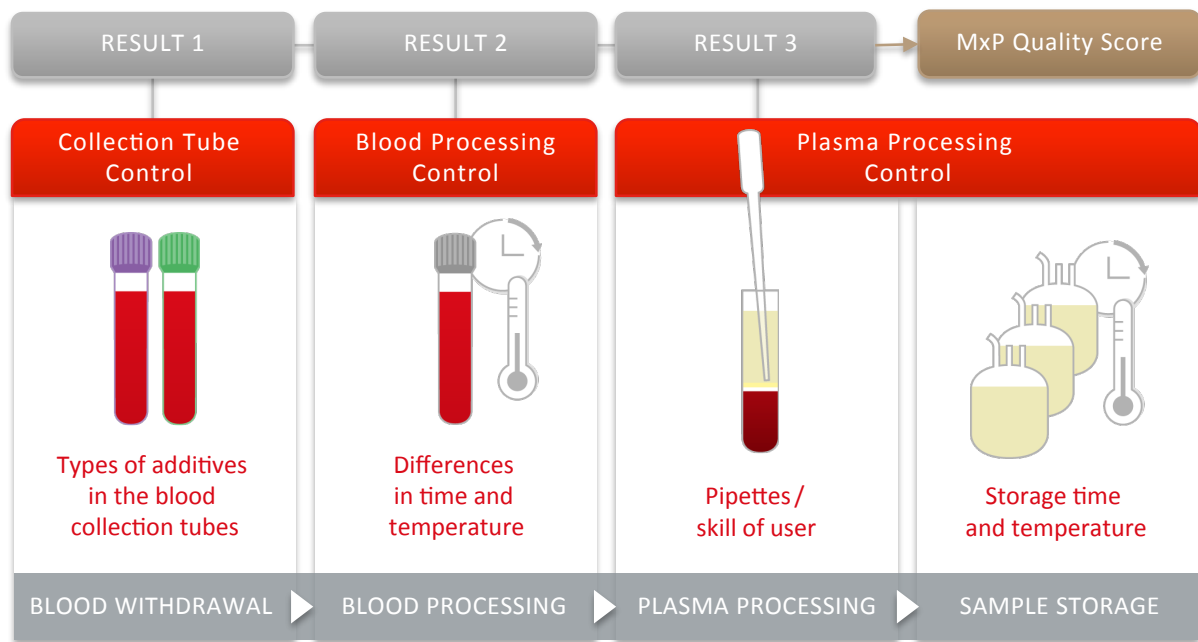 RESULT 1
RESULT 2
RESULT 3
MxP Quality Score
Collection Tube
Control
Blood Processing
Control
Plasma Processing
Control
Types of additives
in the blood
collection tubes
Differences
in time and
temperature
Pipettes /
skill of user
Storage time
and temperature
BLOOD WITHDRAWAL
BLOOD PROCESSING
PLASMA PROCESSING
SAMPLE STORAGE